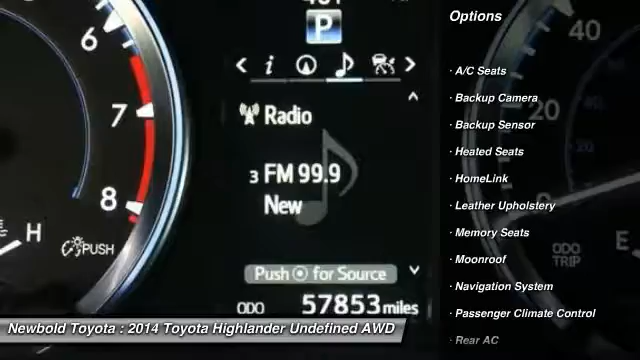 6
7
8
H
PUSH
P
i
Radio
3 FM 99.9
New
Push for Source
ODO 57853 miles
Options
· A/C Seats
· Backup Camera
· Backup Sensor
· Heated Seats
· HomeLink
· Leather Upholstery
· Memory Seats
· Moonroof
· Navigation System
· Passenger Climate Control
· Rear AC
40
20
0
ODO
TRIP
E
Newbold Toyota : 2014 Toyota Highlander Undefined AWD